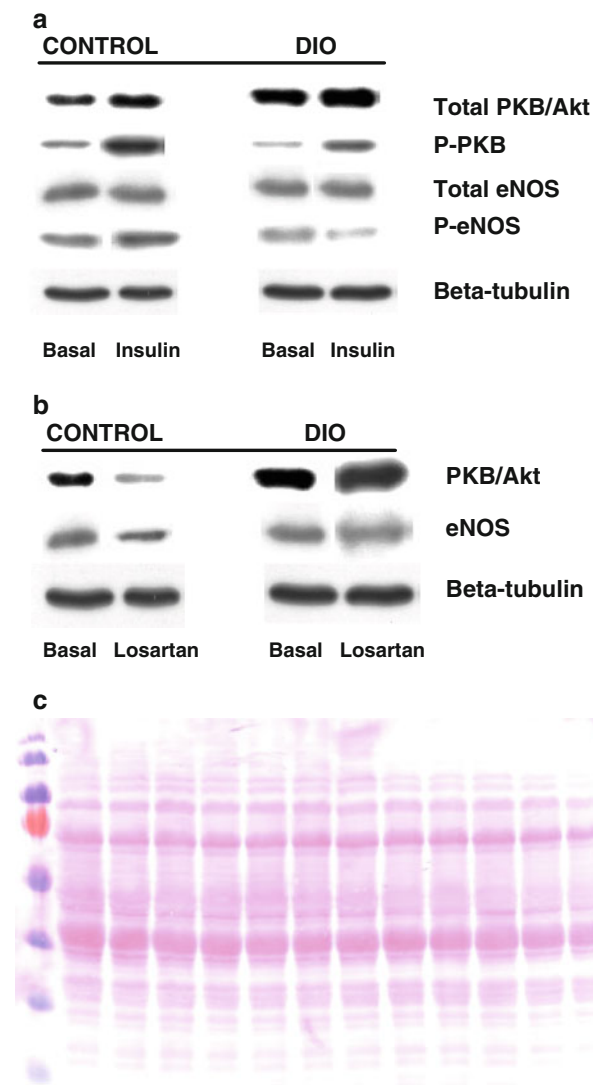 a
CONTROL DIO
Total PKB/Akt
P-PKB
Total eNOS
P-eNOS
Beta-tubulin
Basal Insulin Basal Insulin
b
CONTROL DIO
PKB/Akt
eNOS
Beta-tubulin
Basal Losartan Basal Losartan
c